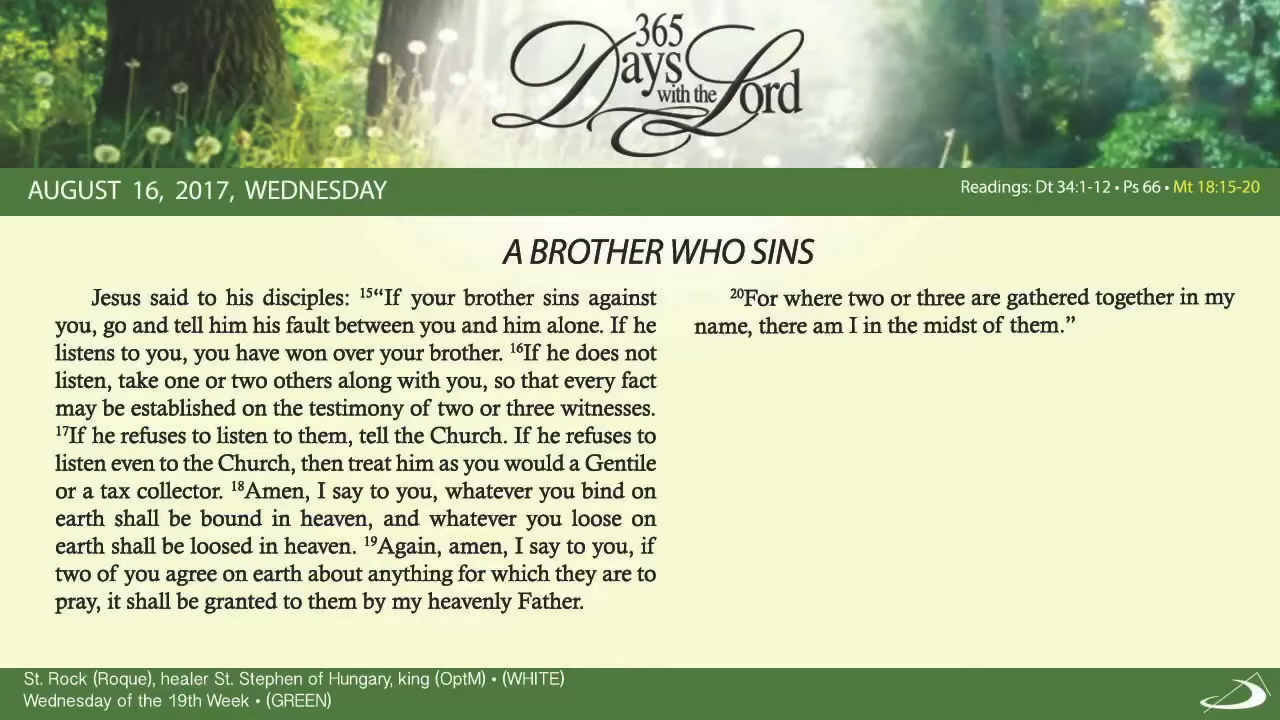 365
Days
with the Lord
AUGUST 16, 2017, WEDNESDAY
Readings: Dt 34:1-12 • Ps 66 • Mt 18:15-20
A BROTHER WHO SINS
Jesus said to his disciples: ¹⁵“If your brother sins against
you, go and tell him his fault between you and him alone. If he
listens to you, you have won over your brother. ¹⁶If he does not
listen, take one or two others along with you, so that every fact
may be established on the testimony of two or three witnesses.
¹⁷If he refuses to listen to them, tell the Church. If he refuses to
listen even to the Church, then treat him as you would a Gentile
or a tax collector. ¹⁸Amen, I say to you, whatever you bind on
earth shall be bound in heaven, and whatever you loose on
earth shall be loosed in heaven. ¹⁹Again, amen, I say to you, if
two of you agree on earth about anything for which they are to
pray, it shall be granted to them by my heavenly Father.
²⁰For where two or three are gathered together in my
name, there am I in the midst of them.”
St. Rock (Roque), healer St. Stephen of Hungary, king (OptM) • (WHITE)
Wednesday of the 19th Week • (GREEN)